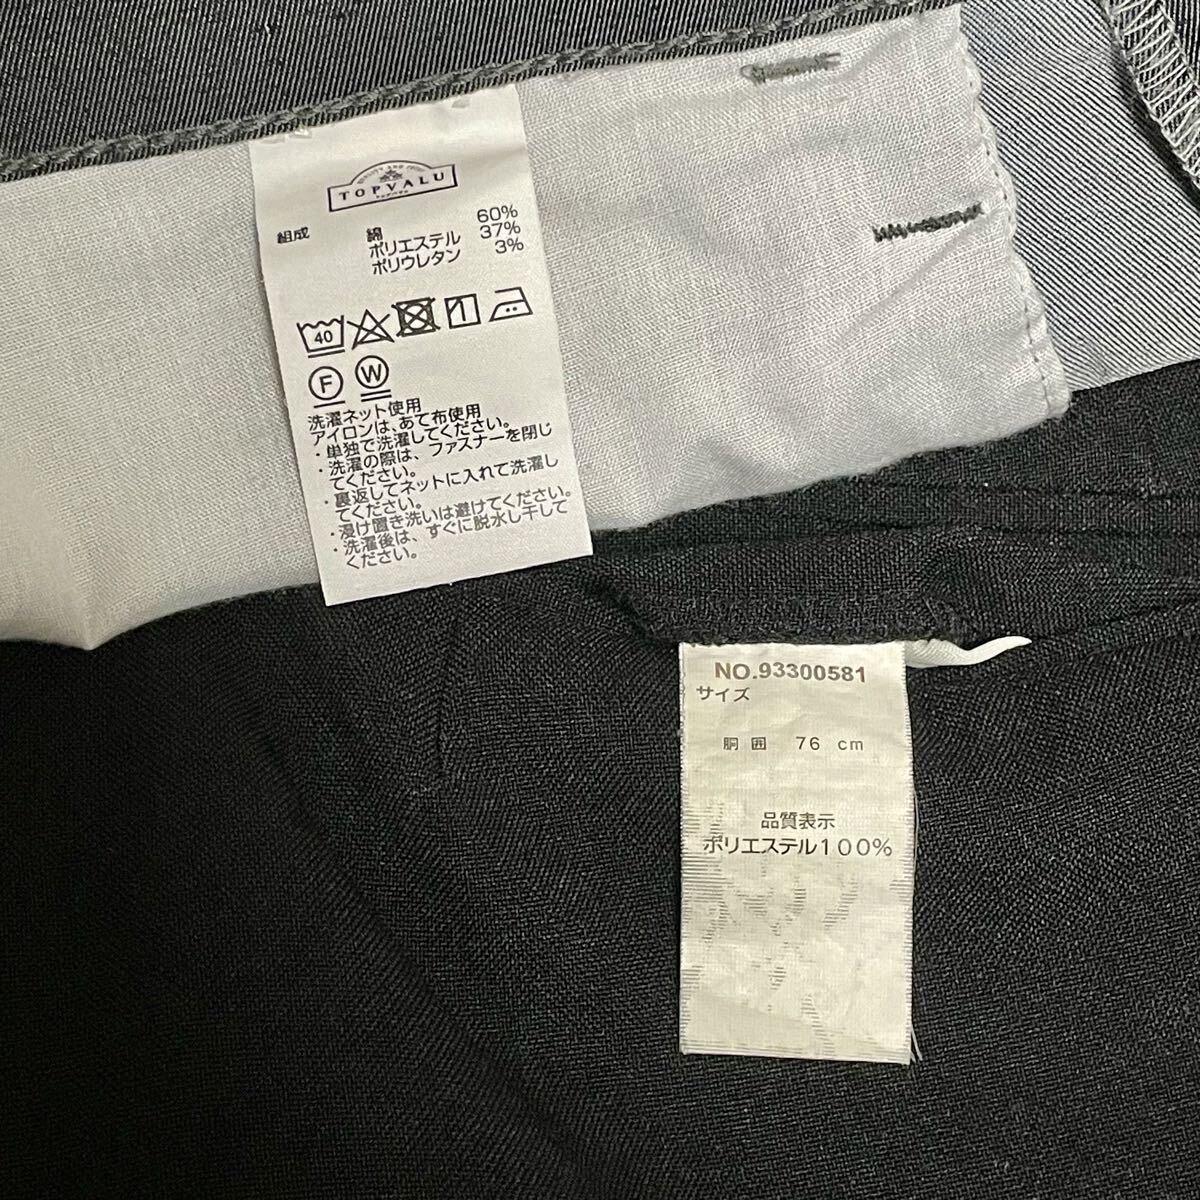 TOPVALU
組成 綿 60%
ポリエステル 37%
ポリウレタン 3%
40
F W
洗濯ネット使用
アイロンは、あて布使用
・単独で洗濯してください。
・洗濯の際は、ファスナーを閉じ
てください。
・裏返してネットに入れて洗濯し
てください。
・浸け置き洗いは避けてください。
・洗濯後は、すぐに脱水し干して
ください。
NO.93300581
サイズ
胴囲 76 cm
品質表示
ポリエステル100%